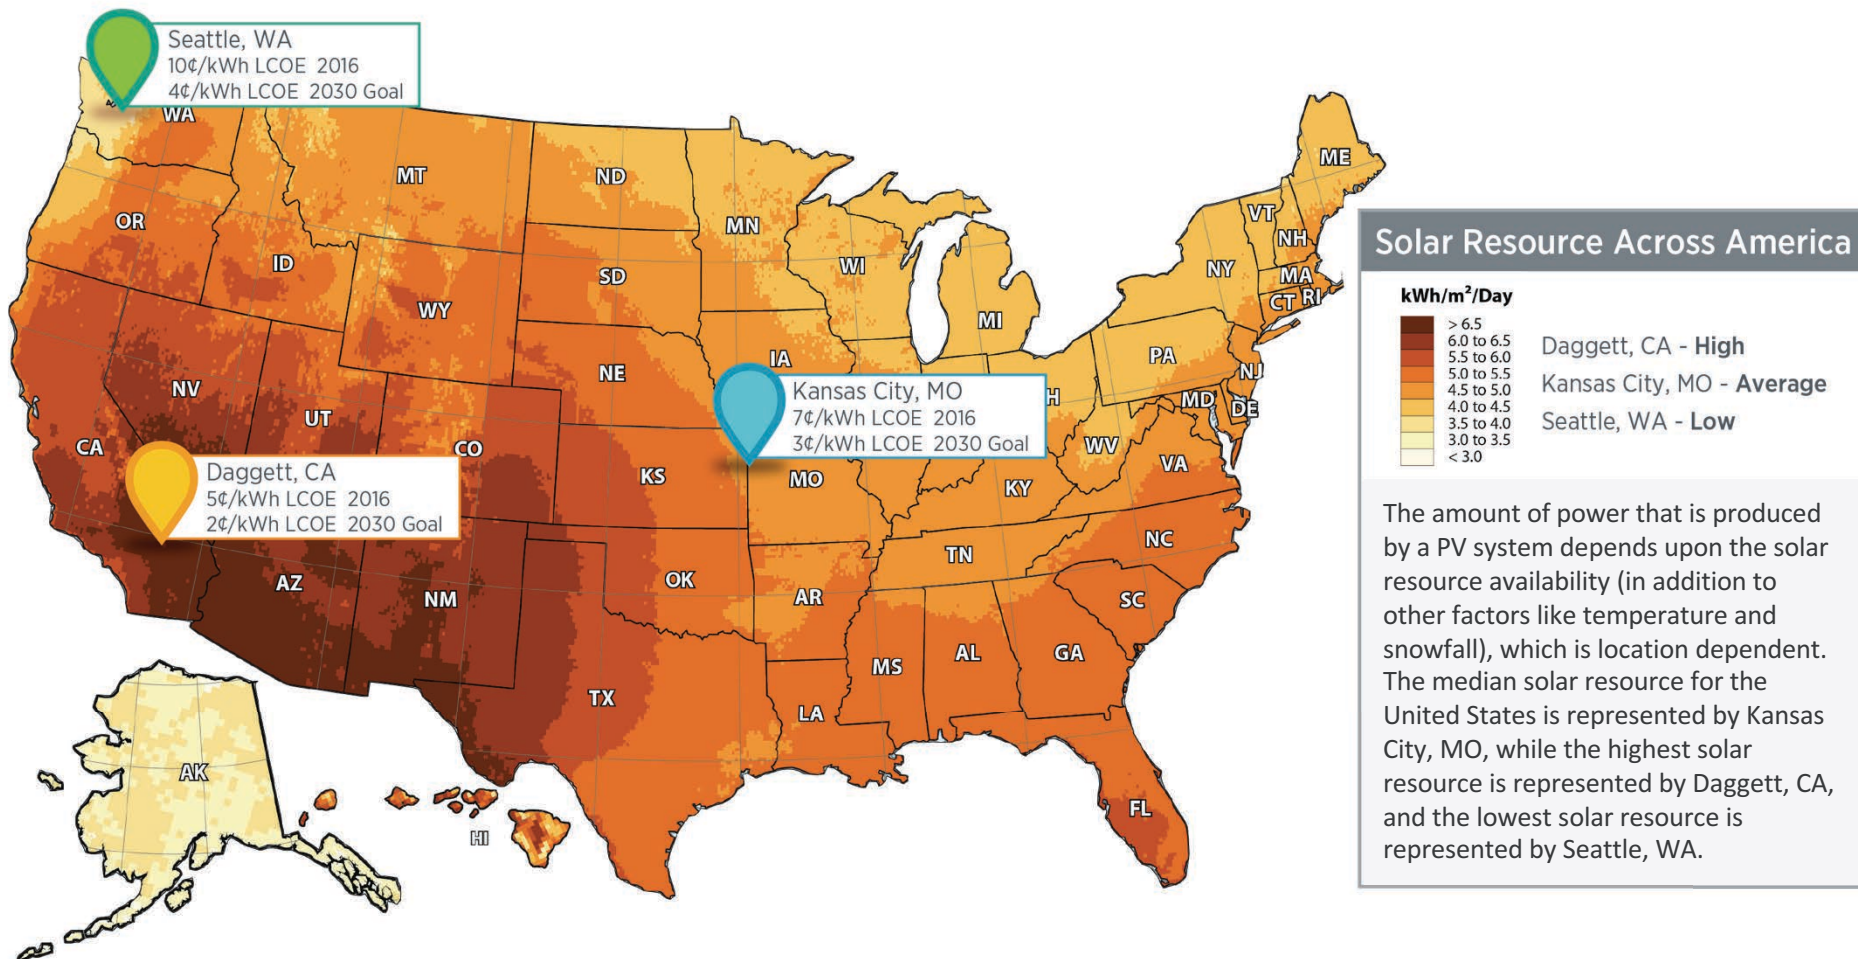 Seattle, WA
10¢/kWh LCOE 2016
4¢/kWh LCOE 2030 Goal
WA
MT
ND
MN
OR
ID
WY
SD
WI
MI
NY
VT
NH
ME
MA
CT
RI
PA
NJ
MD
DE
NE
IA
NV
UT
CO
CA
KS
MO
H
WV
VA
KY
Kansas City, MO
7¢/kWh LCOE 2016
3¢/kWh LCOE 2030 Goal
Daggett, CA
5¢/kWh LCOE 2016
2¢/kWh LCOE 2030 Goal
AZ
NM
OK
AR
TN
NC
SC
TX
LA
MS
AL
GA
FL
AK
HI
Solar Resource Across America
kWh/m²/Day
> 6.5
6.0 to 6.5
5.5 to 6.0
5.0 to 5.5
4.5 to 5.0
4.0 to 4.5
3.5 to 4.0
3.0 to 3.5
< 3.0
Daggett, CA - High
Kansas City, MO - Average
Seattle, WA - Low
The amount of power that is produced
by a PV system depends upon the solar
resource availability (in addition to
other factors like temperature and
snowfall), which is location dependent.
The median solar resource for the
United States is represented by Kansas
City, MO, while the highest solar
resource is represented by Daggett, CA,
and the lowest solar resource is
represented by Seattle, WA.